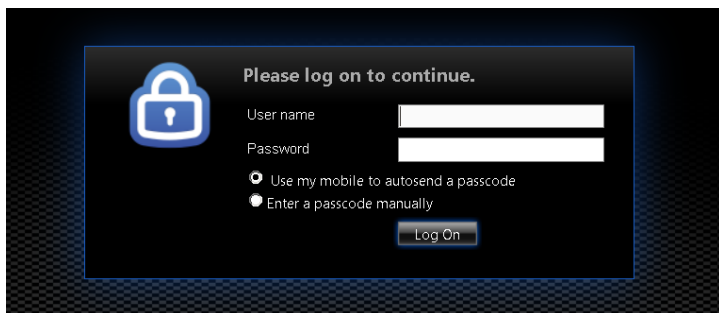 Please log on to continue.
User name
Password
Use my mobile to autosend a passcode
Enter a passcode manually
Log On